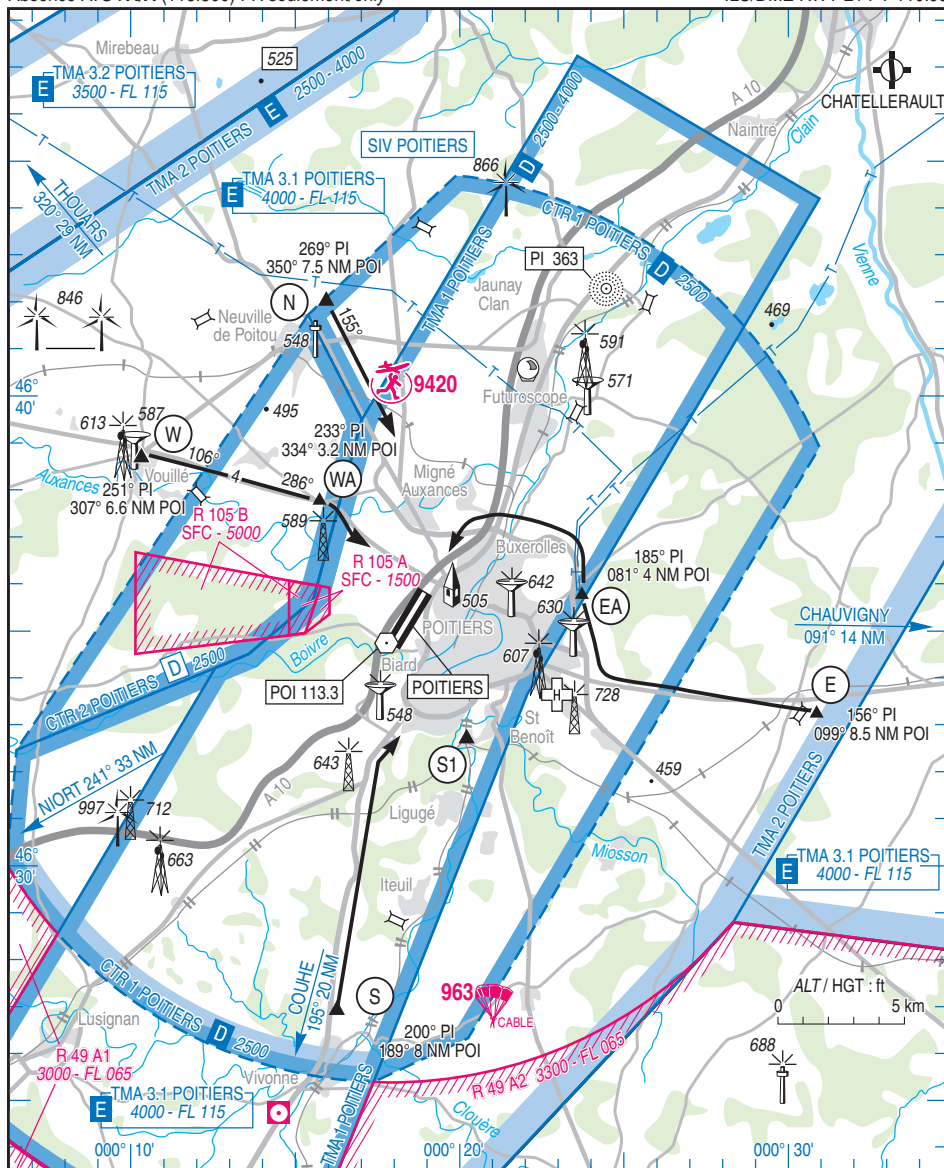 Mirebeau
525
TMA 3.2 POITIERS
E
3500 - FL 115
TMA 2 POITIERS
E
2500 - 4000
SIV POITIERS
866
D
2500-4000
A 10
Naintré
Clain
CHATELLERAULT
THOUARS
320° 29 NM
E
TMA 3.1 POITIERS
4000 - FL 115
CTR 1 POITIERS
D
2500
Vienne
269° PI
350° 7.5 NM POI
N
155°
TMA 1 POITIERS
PI 363
Jaunay
Clan
846
Neuville
de Poitou
548
469
591
571
9420
Futuroscope
46°
40'
495
613
587
W
106°
4
286°
Vouillé
Auxances
251° PI
307° 6.6 NM POI
233° PI
334° 3.2 NM POI
WA
Migné
Auxances
589
R 105 B
SFC - 5000
R 105 A
SFC - 1500
Buxerolles
185° PI
081° 4 NM POI
642
505
630
EA
POITIERS
CHAUVIGNY
091° 14 NM
Boivre
Biard
607
POI 113.3
POITIERS
E
CTR 2 POITIERS
D
2500
548
728
156° PI
099° 8.5 NM POI
St
Benoît
S1
643
459
NIORT 241° 33 NM
A 10
997
712
Ligugé
TMA 2 POITIERS
663
Miosson
46°
30'
E
TMA 3.1 POITIERS
4000 - FL 115
Iteuil
COUHE
195° 20 NM
S
963
CABLE
ALT / HGT : ft
0
5 km
CTR 1 POITIERS
D
2500
Lusignan
200° PI
189° 8 NM POI
R 49 A1
3000 - FL 065
R 49 A2 3300 - FL 065
688
Vivonne
E
TMA 3.1 POITIERS
4000 - FL 115
TMA 1 POITIERS
Clouère
000° 10'
000° 20'
000° 30'